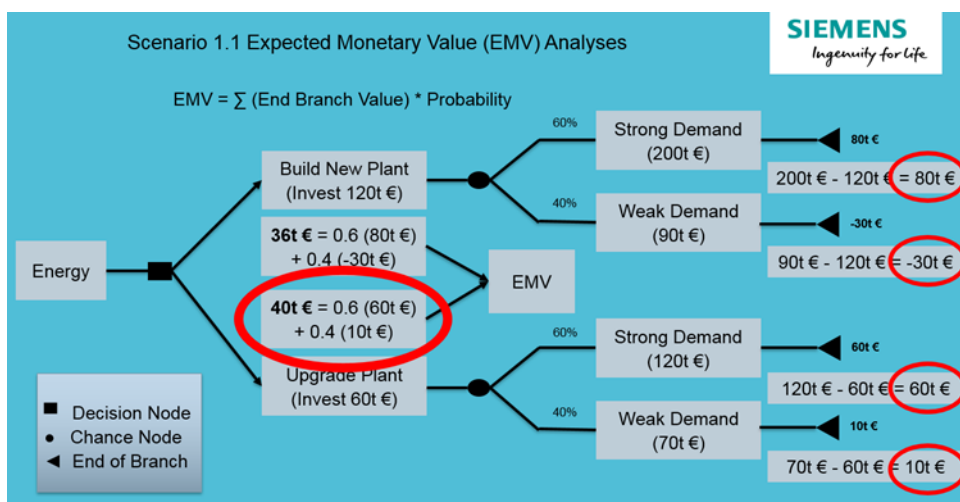 SIEMENS
Ingenuity for life
Scenario 1.1 Expected Monetary Value (EMV) Analyses
EMV = ∑ (End Branch Value) * Probability
60%
Strong Demand
(200t €)
80t €
200t € - 120t € = 80t €
Build New Plant
(Invest 120t €)
40%
Weak Demand
(90t €)
-30t €
90t € - 120t € = -30t €
36t € = 0.6 (80t €)
+ 0.4 (-30t €)
Energy
EMV
40t € = 0.6 (60t €)
+ 0.4 (10t €)
60%
Strong Demand
(120t €)
60t €
120t € - 60t € = 60t €
Upgrade Plant
(Invest 60t €)
40%
Weak Demand
(70t €)
10t €
70t € - 60t € = 10t €
Decision Node
Chance Node
End of Branch